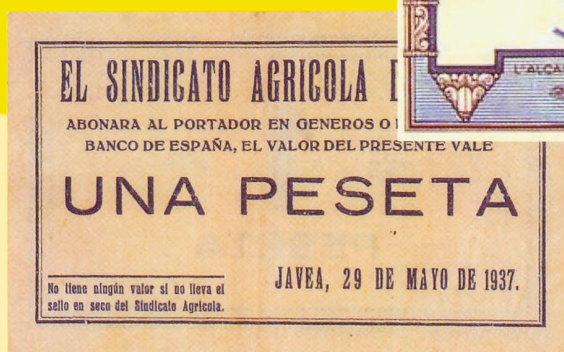 EL SINDICATO AGRICOLA
ABONARA AL PORTADOR EN GENEROS O
BANCO DE ESPAÑA, EL VALOR DEL PRESENTE VALE
UNA PESETA
No tiene ningún valor si no lleva el
sello en seco del Sindicato Agrícola.
JAVEA, 29 DE MAYO DE 1937.